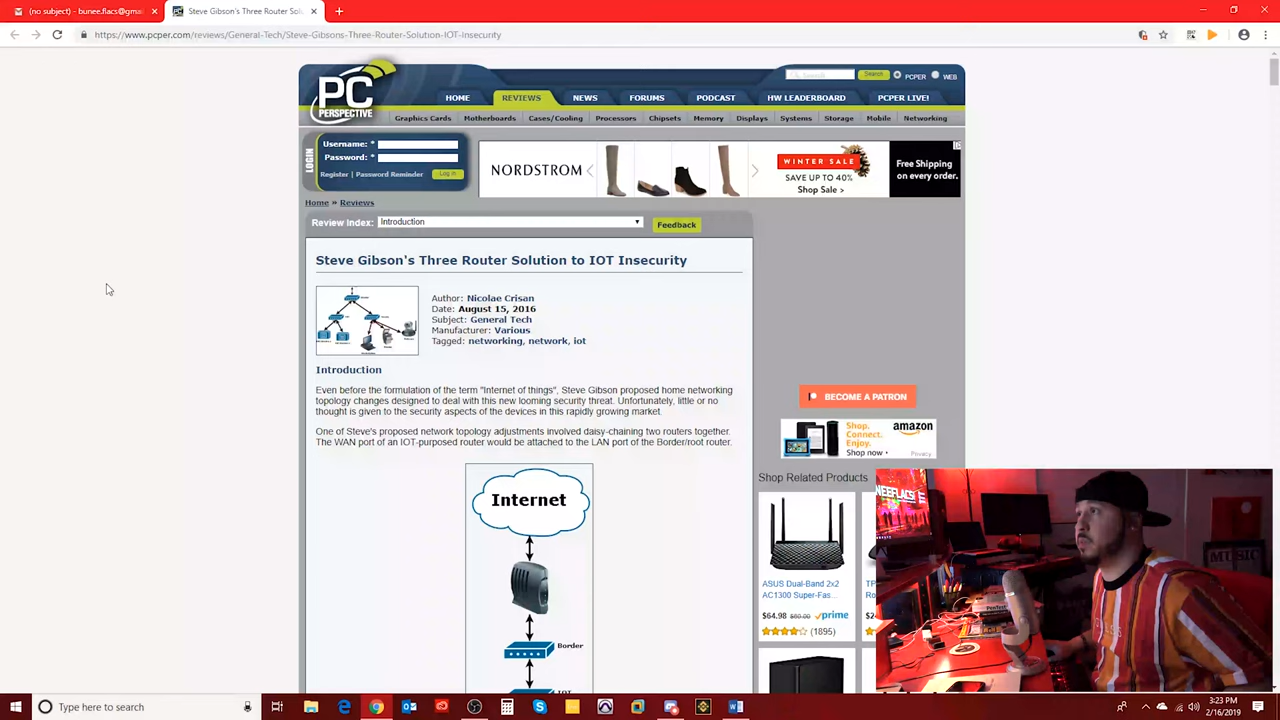 (no subject) - bunee.flacs@gmai
Steve Gibson's Three Router Solu
https://www.pcper.com/reviews/General-Tech/Steve-Gibsons-Three-Router-Solution-IOT-Insecurity
PC PERSPECTIVE
Search
Search
PCPER
WEB
HOME
REVIEWS
NEWS
FORUMS
PODCAST
HW LEADERBOARD
PCPER LIVE!
Graphics Cards
Motherboards
Cases/Cooling
Processors
Chipsets
Memory
Displays
Systems
Storage
Mobile
Networking
LOGIN
Username: *
Password: *
Register | Password Reminder
Log in
NORDSTROM
WINTER SALE
SAVE UP TO 40%
Shop Sale >
Free Shipping
on every order.
Home » Reviews
Review Index:
Introduction
Feedback
Steve Gibson's Three Router Solution to IOT Insecurity
Author: Nicolae Crisan
Date: August 15, 2016
Subject: General Tech
Manufacturer: Various
Tagged: networking, network, iot
Introduction
Even before the formulation of the term "Internet of things", Steve Gibson proposed home networking
topology changes designed to deal with this new looming security threat. Unfortunately, little or no
thought is given to the security aspects of the devices in this rapidly growing market.
One of Steve's proposed network topology adjustments involved daisy-chaining two routers together.
The WAN port of an IOT-purposed router would be attached to the LAN port of the Border/root router.
Internet
Border
IOT
BECOME A PATRON
Shop.
Connect.
Enjoy.
Shop now
amazon
Privacy
Shop Related Products
ASUS Dual-Band 2x2
AC1300 Super-Fas...
$64.98
prime
(1895)
MUSIC
PenTest
Type here to search
3:23 PM
2/16/2019